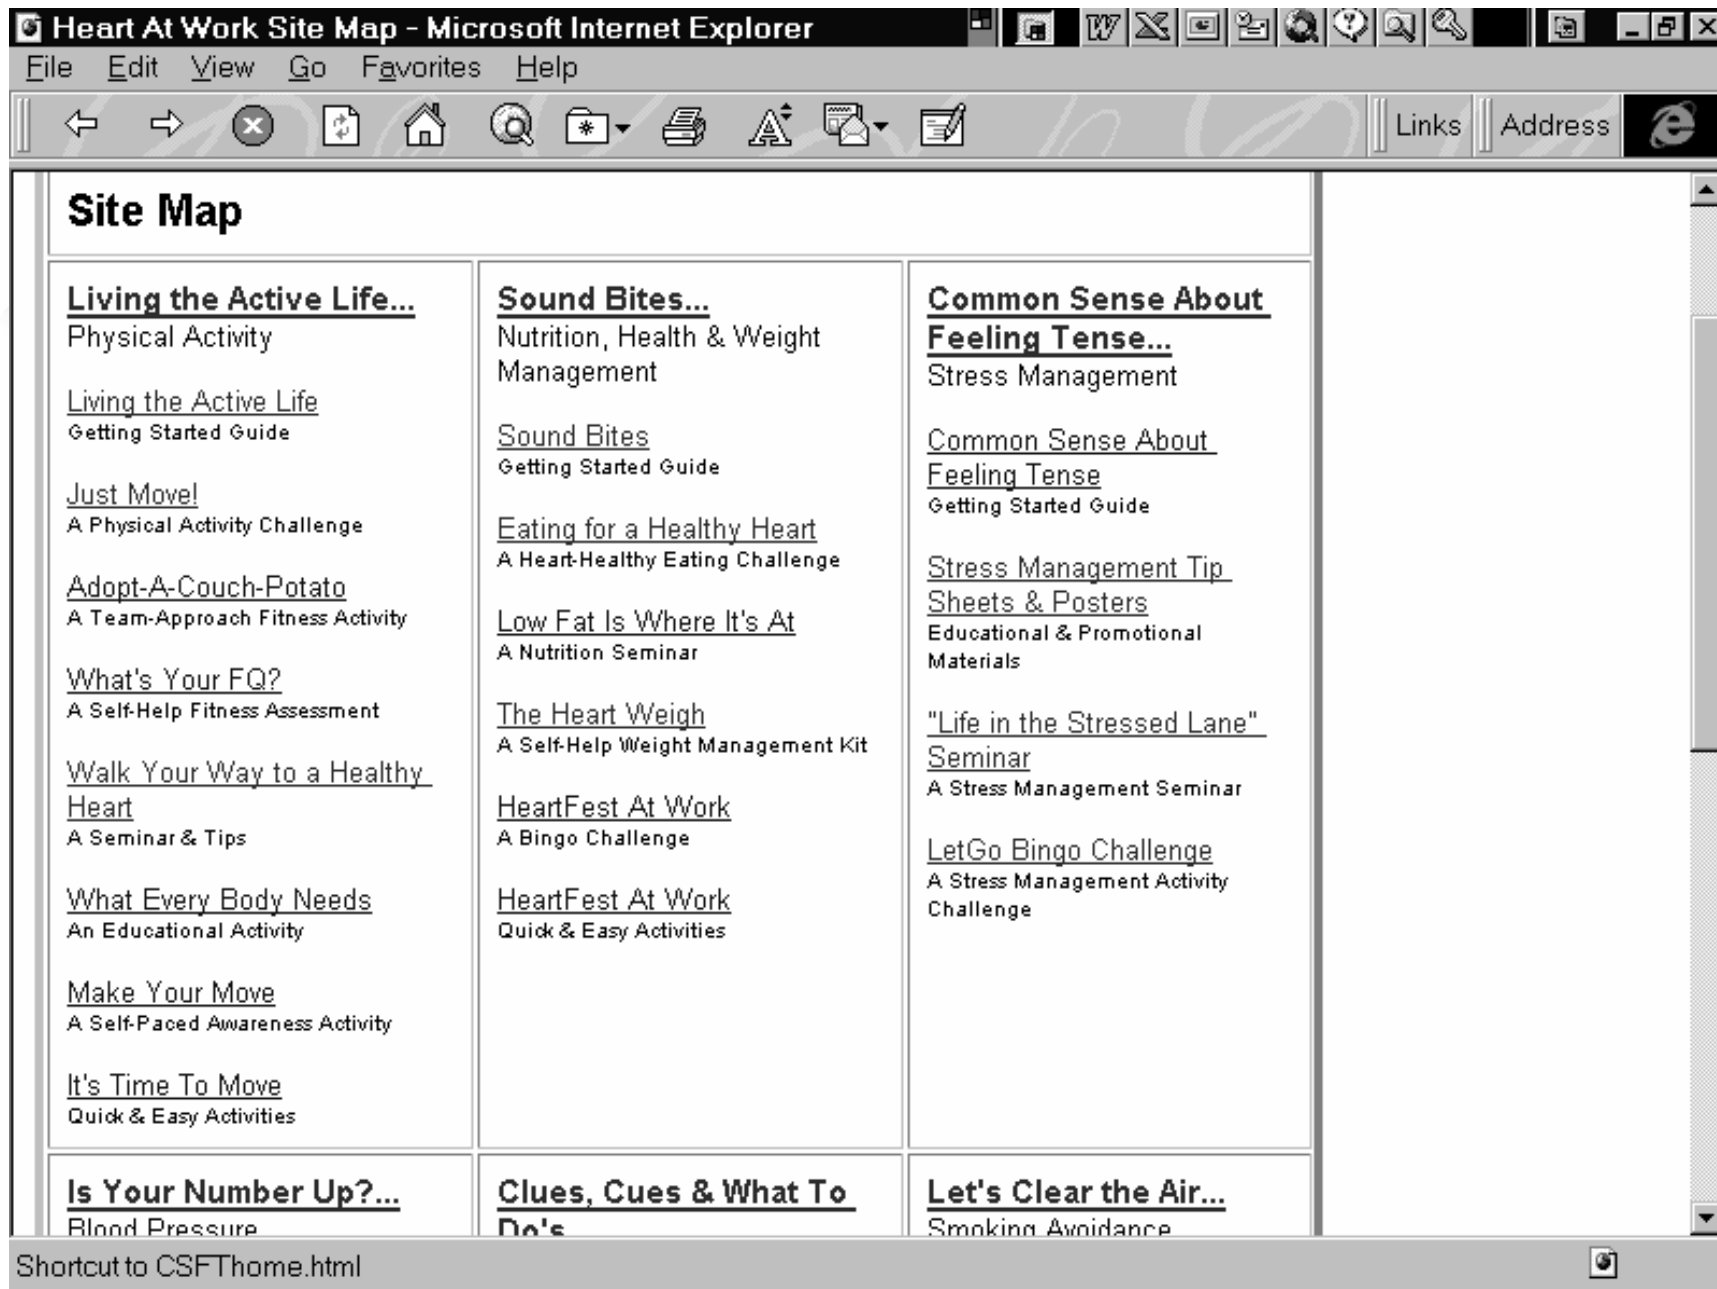 Heart At Work Site Map - Microsoft Internet Explorer
File Edit View Go Favorites Help
Links Address
Site Map
Living the Active Life...
Physical Activity
Living the Active Life
Getting Started Guide
Just Move!
A Physical Activity Challenge
Adopt-A-Couch-Potato
A Team-Approach Fitness Activity
What's Your FQ?
A Self-Help Fitness Assessment
Walk Your Way to a Healthy
Heart
A Seminar & Tips
What Every Body Needs
An Educational Activity
Make Your Move
A Self-Paced Awareness Activity
It's Time To Move
Quick & Easy Activities
Sound Bites...
Nutrition, Health & Weight
Management
Sound Bites
Getting Started Guide
Eating for a Healthy Heart
A Heart-Healthy Eating Challenge
Low Fat Is Where It's At
A Nutrition Seminar
The Heart Weigh
A Self-Help Weight Management Kit
HeartFest At Work
A Bingo Challenge
HeartFest At Work
Quick & Easy Activities
Common Sense About
Feeling Tense...
Stress Management
Common Sense About
Feeling Tense
Getting Started Guide
Stress Management Tip
Sheets & Posters
Educational & Promotional
Materials
"Life in the Stressed Lane"
Seminar
A Stress Management Seminar
LetGo Bingo Challenge
A Stress Management Activity
Challenge
Is Your Number Up?...
Blood Pressure
Clues, Cues & What To
Do's
Let's Clear the Air...
Smoking Avoidance
Shortcut to CSFThome.html